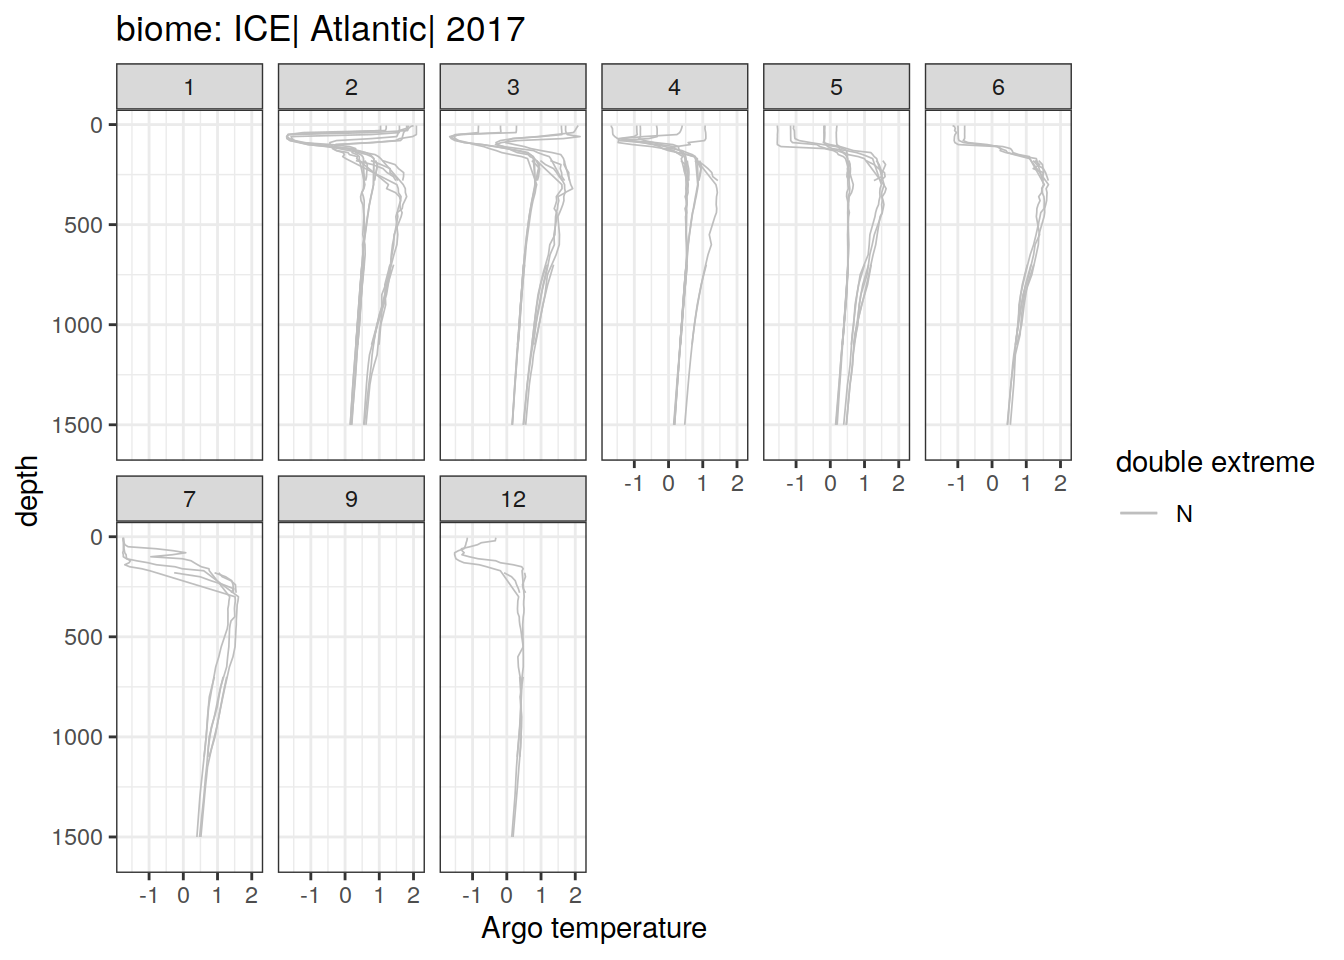 biome: ICE| Atlantic| 2017
1 2 3 4 5 6
0
500
1000
1500
-1 0 1 2 -1 0 1 2 -1 0 1 2
7 9 12
0
500
1000
1500
-1 0 1 2 -1 0 1 2 -1 0 1 2
depth
Argo temperature
double extreme
N